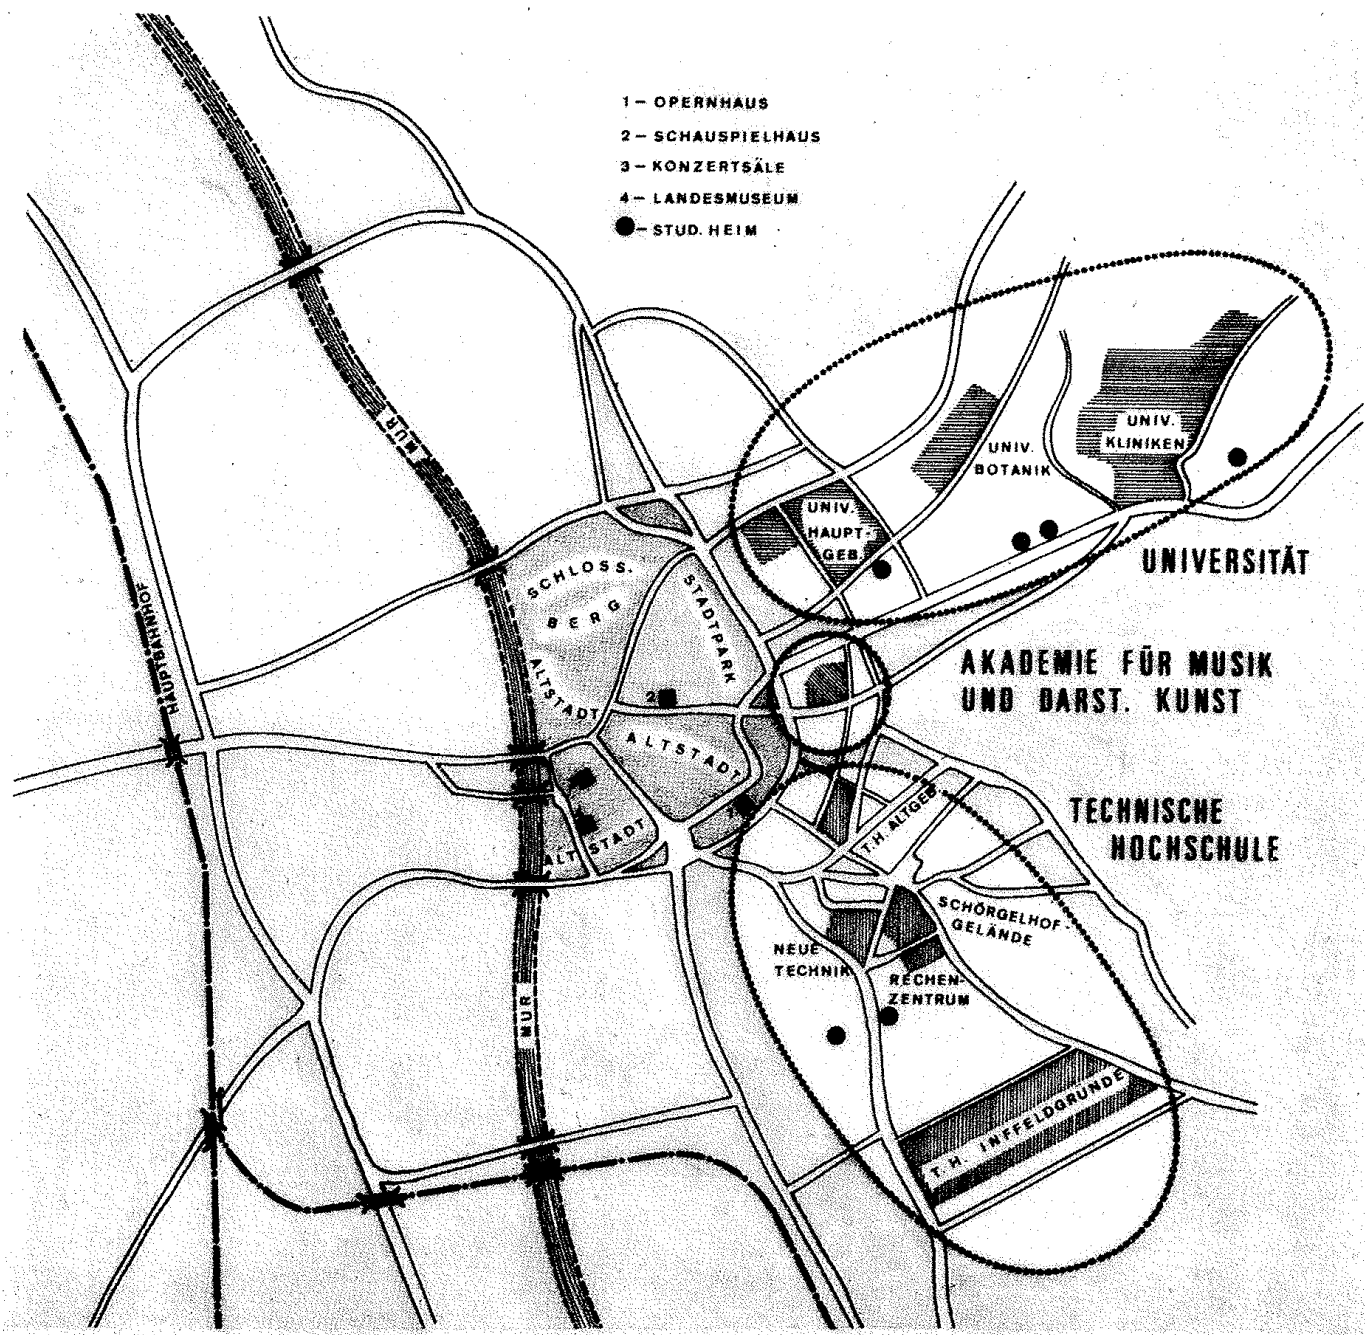 1 – OPERNHAUS
2 – SCHAUSPIELHAUS
3 – KONZERTSÄLE
4 – LANDESMUSEUM
– STUD. HEIM
MUR
UNIV.
KLINIKEN
UNIV.
BOTANIK
UNIV.
HAUPT-
GEB.
UNIVERSITÄT
SCHLOSS-
BERG
STADTPARK
HAUPTBAHNHOF
ALTSTADT
2
AKADEMIE FÜR MUSIK
UND DARST. KUNST
ALTSTADT
ALTSTADT
T.H. ALTGEB.
TECHNISCHE
HOCHSCHULE
SCHÖRGELHOF-
GELÄNDE
NEUE
TECHNIK
RECHEN-
ZENTRUM
MUR
T. H. INFFELDGRÜNDE